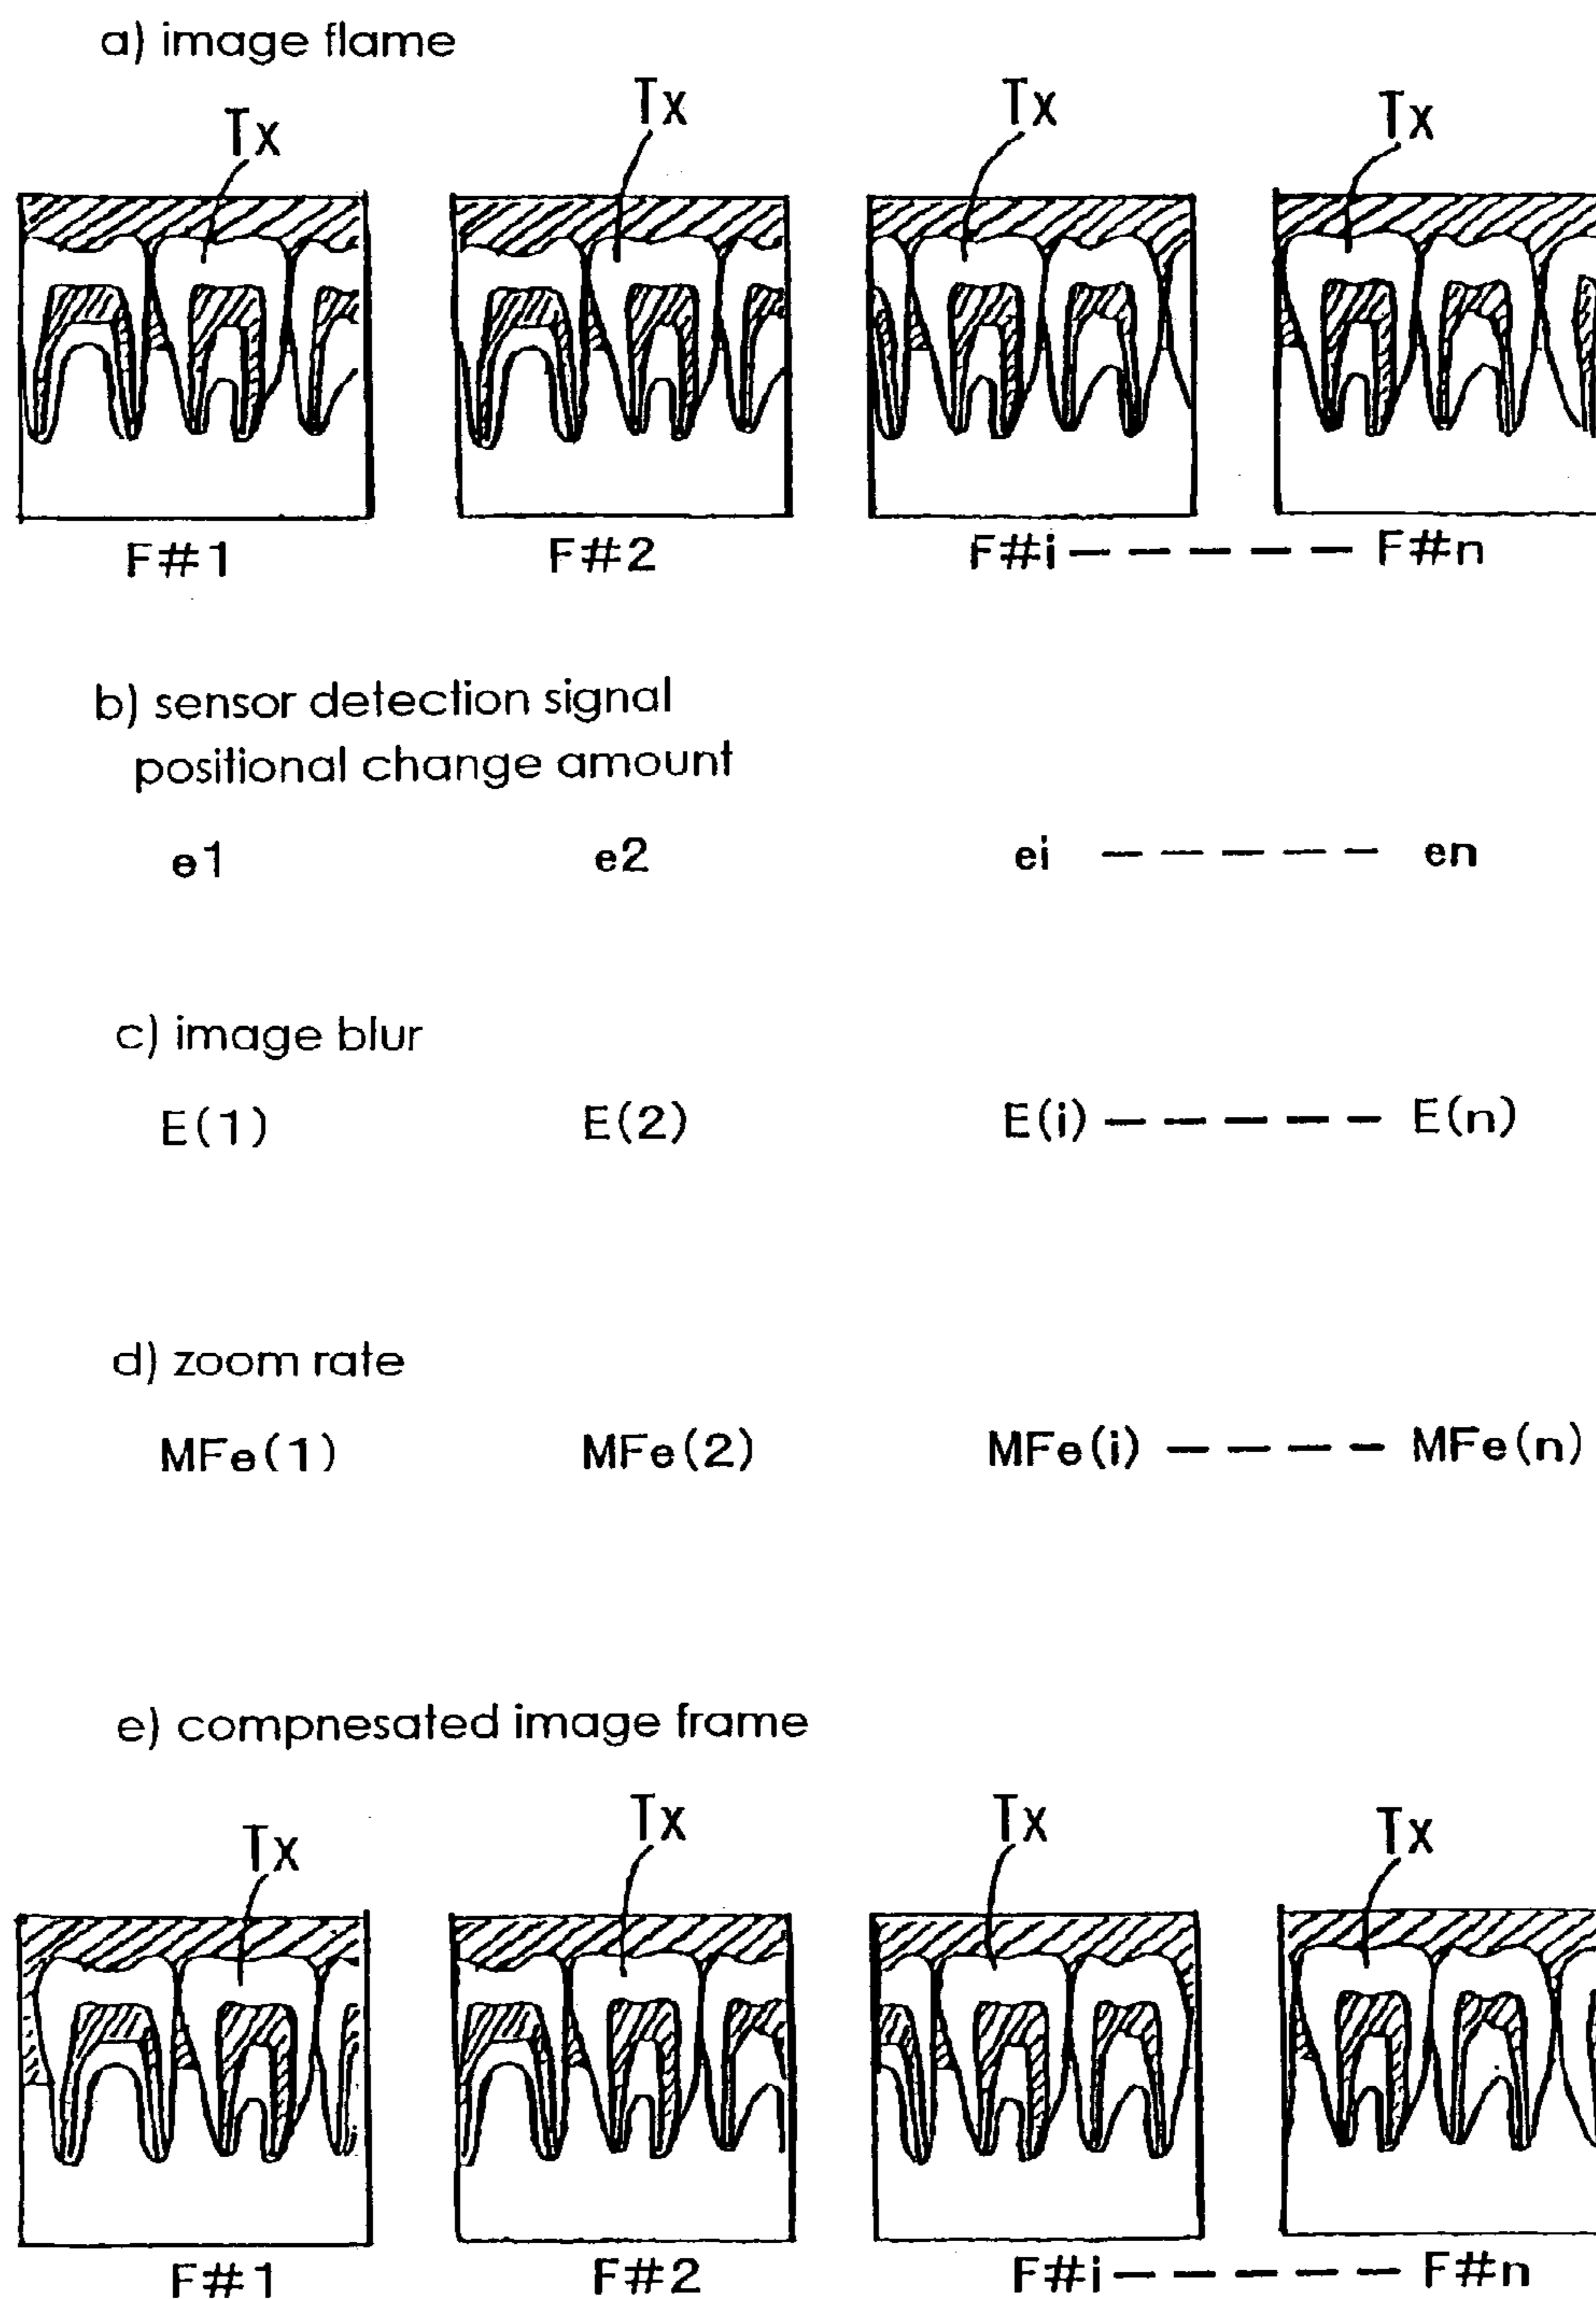 a) image flame
Tx Tx Tx Tx
F#1 F#2 F#i － － － － － F#n
b) sensor detection signal
positional change amount
e1 e2 ei － － － － － en
c) image blur
E(1) E(2) E(i) － － － － － E(n)
d) zoom rate
MFe(1) MFe(2) MFe(i) － － － － MFe(n)
e) compnesated image frame
Tx Tx Tx Tx
F#1 F#2 F#i － － － － － F#n